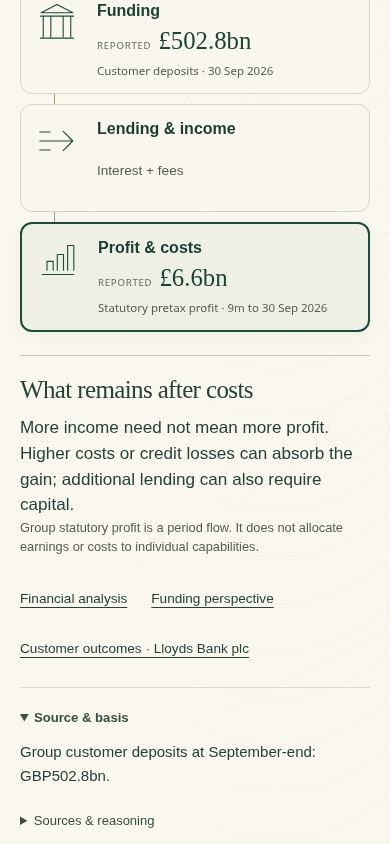 Funding
REPORTED £502.8bn
Customer deposits · 30 Sep 2026
Lending & income
Interest + fees
Profit & costs
REPORTED £6.6bn
Statutory pretax profit · 9m to 30 Sep 2026
What remains after costs
More income need not mean more profit.
Higher costs or credit losses can absorb the
gain; additional lending can also require
capital.
Group statutory profit is a period flow. It does not allocate
earnings or costs to individual capabilities.
Financial analysis Funding perspective
Customer outcomes · Lloyds Bank plc
▼ Source & basis
Group customer deposits at September-end:
GBP502.8bn.
▶ Sources & reasoning